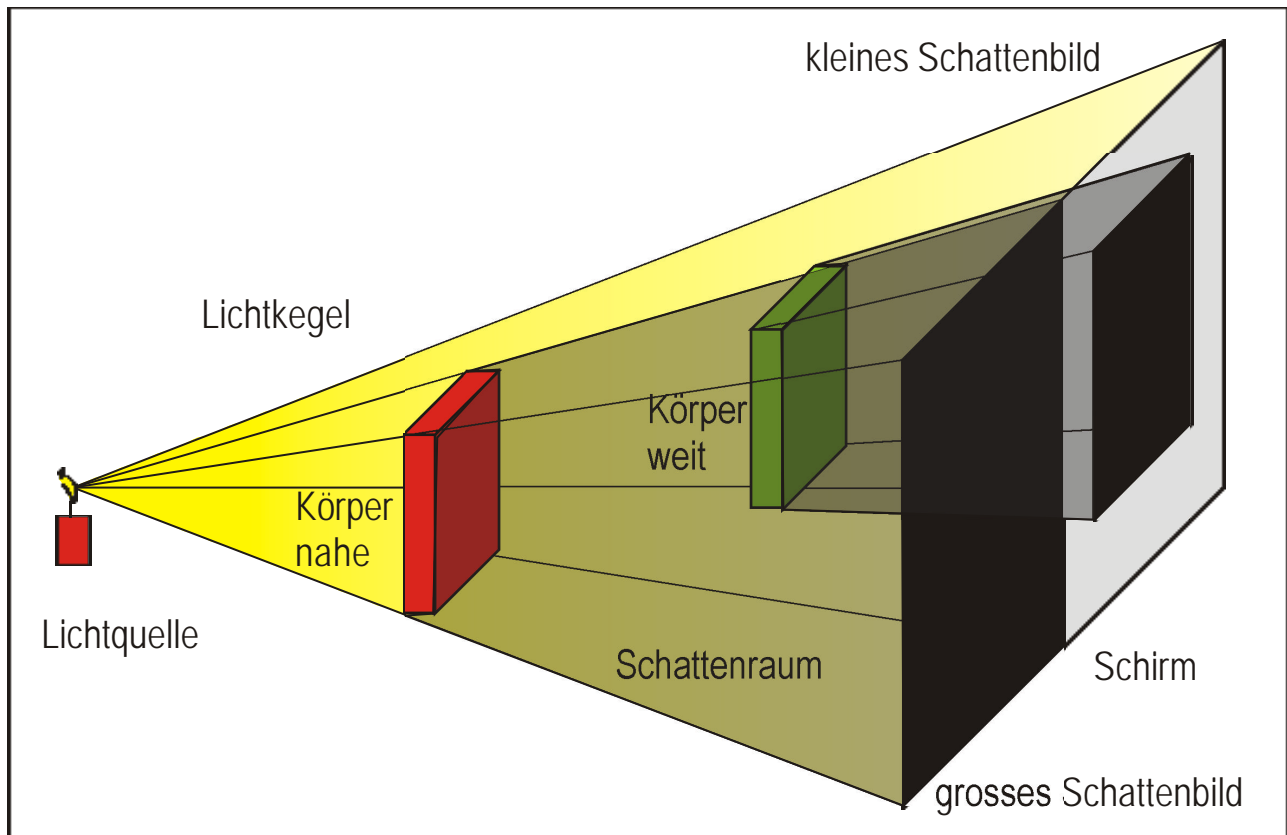 kleines Schattenbild
Lichtkegel
Körper
weit
Körper
nahe
Lichtquelle
Schattenraum
Schirm
grosses Schattenbild